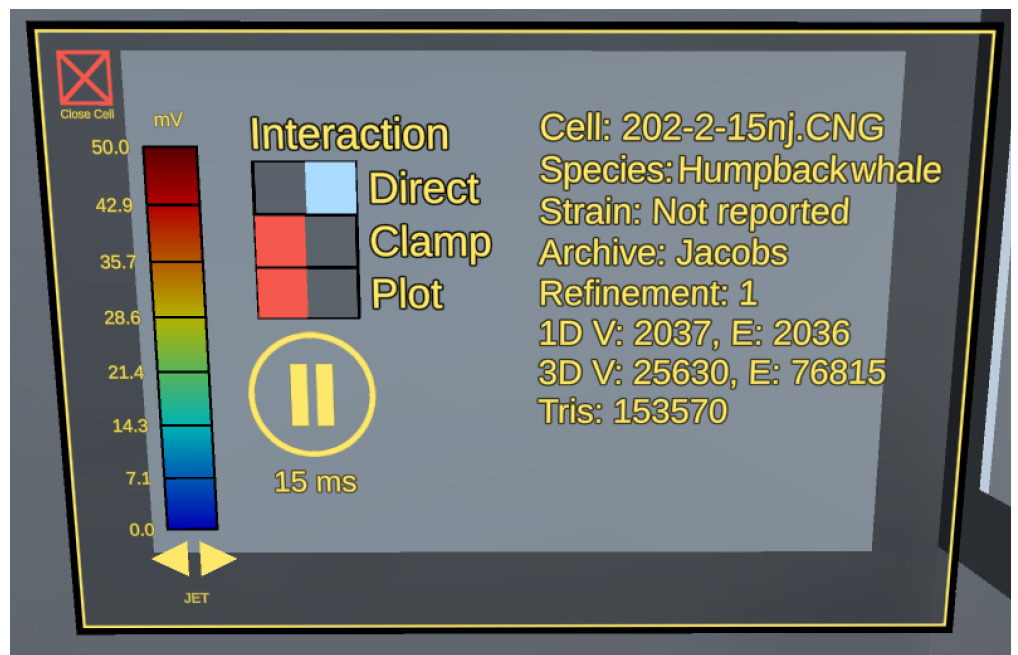 Close Cell
mV
50.0
42.9
35.7
28.6
21.4
14.3
7.1
0.0
JET
Interaction
Direct
Clamp
Plot
15 ms
Cell: 202-2-15nj.CNG
Species: Humpback whale
Strain: Not reported
Archive: Jacobs
Refinement: 1
1D V: 2037, E: 2036
3D V: 25630, E: 76815
Tris: 153570